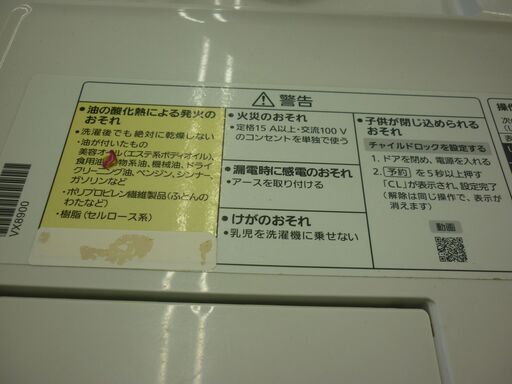 ⚠警告
• 油の酸化熱による発火の
おそれ
• 洗濯後でも絶対に乾燥しない
・油が付いたもの
美容オイル(エステ系ボディオイル)、
食用油、物系油、機械油、ドライ
クリーニング油、ベンジン、シンナー、
ガソリンなど
・ポリプロピレン繊維製品(ふとんの
わたなど)
・樹脂(セルロース系)
• 火災のおそれ
• 定格15 A以上・交流100 V
のコンセントを単独で使う
• 漏電時に感電のおそれ
• アースを取り付ける
• けがのおそれ
• 乳児を洗濯機に乗せない
• 子供が閉じ込められる
おそれ
チャイルドロックを設定する
1. ドアを閉め、電源を入れる
2. 予約 を5秒以上押す
「CL」が表示され、設定完了
(解除は同じ操作で、表示が
消えます)
動画
操作
VX6900